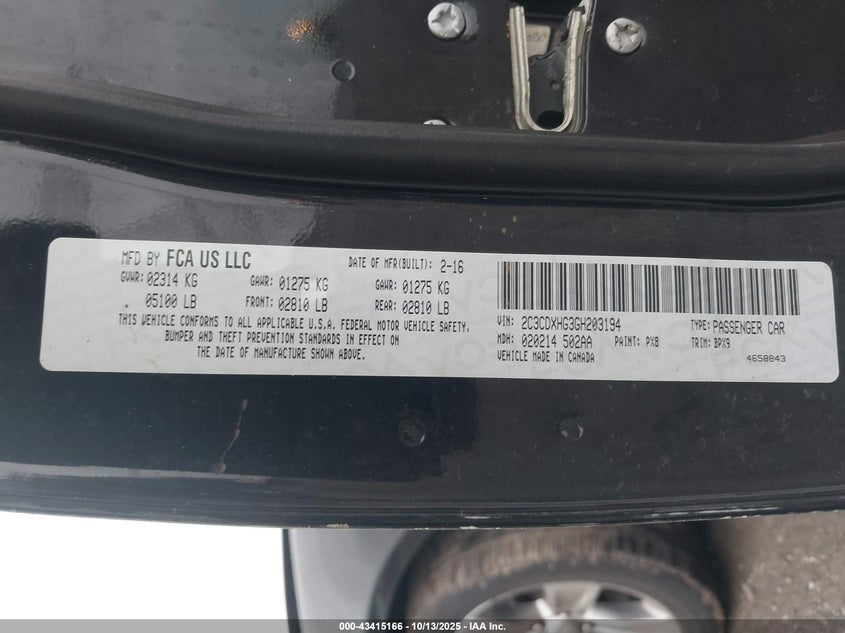 MFD BY FCA US LLC
DATE OF MFR(BUILT): 2-16
GVWR: 02314 KG GAWR: 01275 KG GAWR: 01275 KG
05100 LB FRONT: 02810 LB REAR: 02810 LB
THIS VEHICLE CONFORMS TO ALL APPLICABLE U.S.A. FEDERAL MOTOR VEHICLE SAFETY,
BUMPER AND THEFT PREVENTION STANDARDS IN EFFECT ON
THE DATE OF MANUFACTURE SHOWN ABOVE.
VIN: 2C3CDXHG3GH203194 TYPE: PASSENGER CAR
MDH: 020214 502AA PAINT: PX8 TRIM: BPX9
VEHICLE MADE IN CANADA 4658843
000-43415166 - 10/13/2025 - IAA Inc.